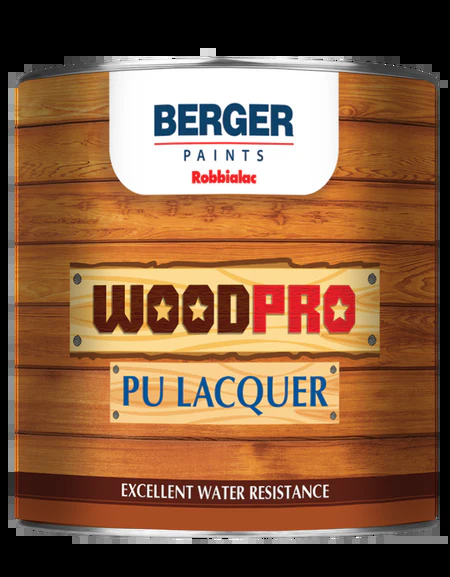 BERGER
PAINTS
Robbialac
WOODPRO
PU LACQUER
EXCELLENT WATER RESISTANCE